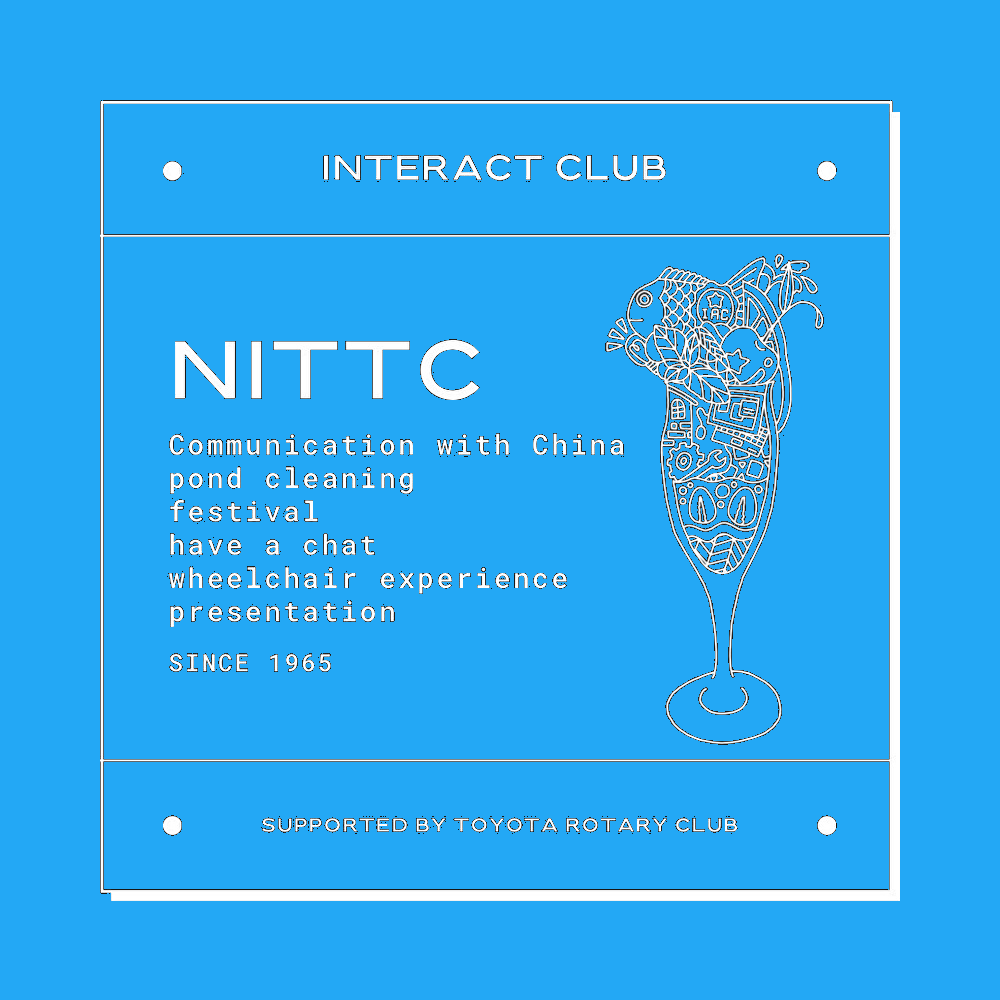 INTERACT CLUB
IAC
NITTC
Communication with China
pond cleaning
festival
have a chat
wheelchair experience
presentation
SINCE 1965
SUPPORTED BY TOYOTA ROTARY CLUB